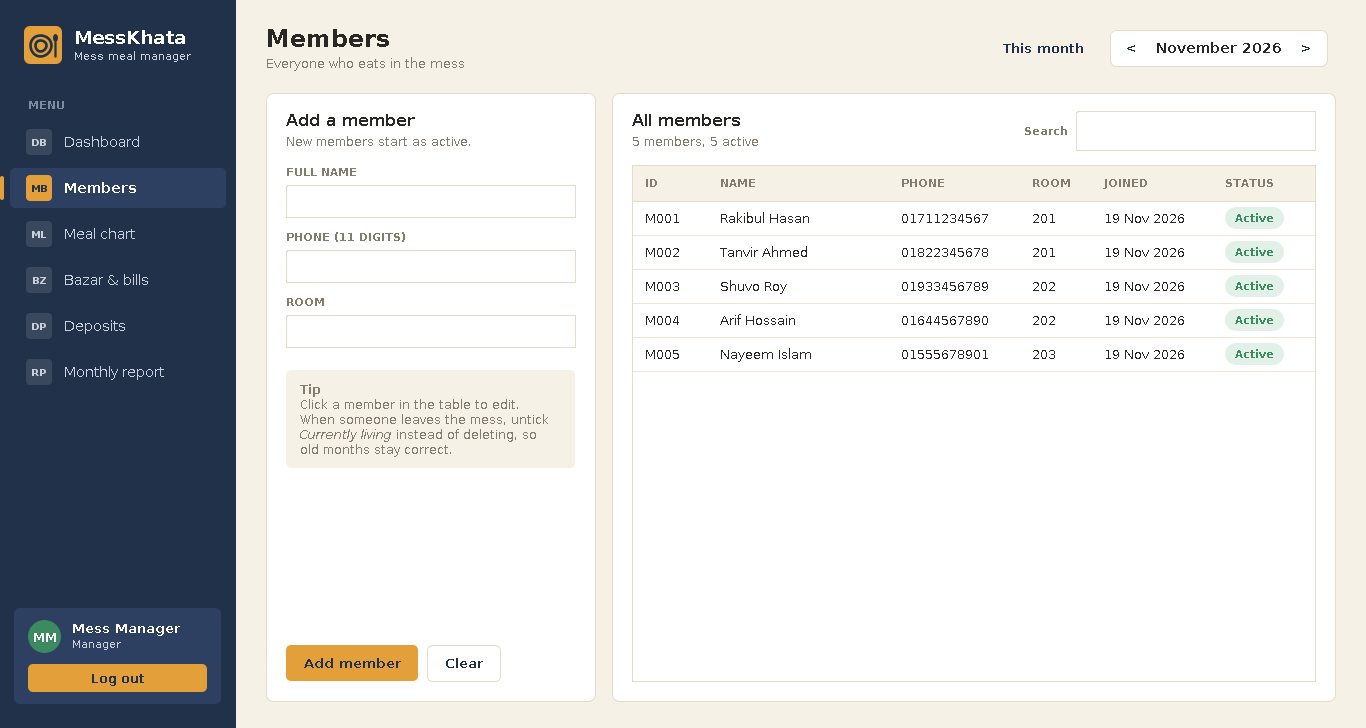 MessKhata
Mess meal manager
MENU
DB Dashboard
MB Members
ML Meal chart
BZ Bazar & bills
DP Deposits
RP Monthly report
MM Mess Manager
Manager
Log out
Members
Everyone who eats in the mess
This month < November 2026 >
Add a member
New members start as active.
FULL NAME
PHONE (11 DIGITS)
ROOM
Tip
Click a member in the table to edit.
When someone leaves the mess, untick
Currently living instead of deleting, so
old months stay correct.
Add member Clear
All members
5 members, 5 active
Search
ID NAME PHONE ROOM JOINED STATUS
M001 Rakibul Hasan 01711234567 201 19 Nov 2026 Active
M002 Tanvir Ahmed 01822345678 201 19 Nov 2026 Active
M003 Shuvo Roy 01933456789 202 19 Nov 2026 Active
M004 Arif Hossain 01644567890 202 19 Nov 2026 Active
M005 Nayeem Islam 01555678901 203 19 Nov 2026 Active